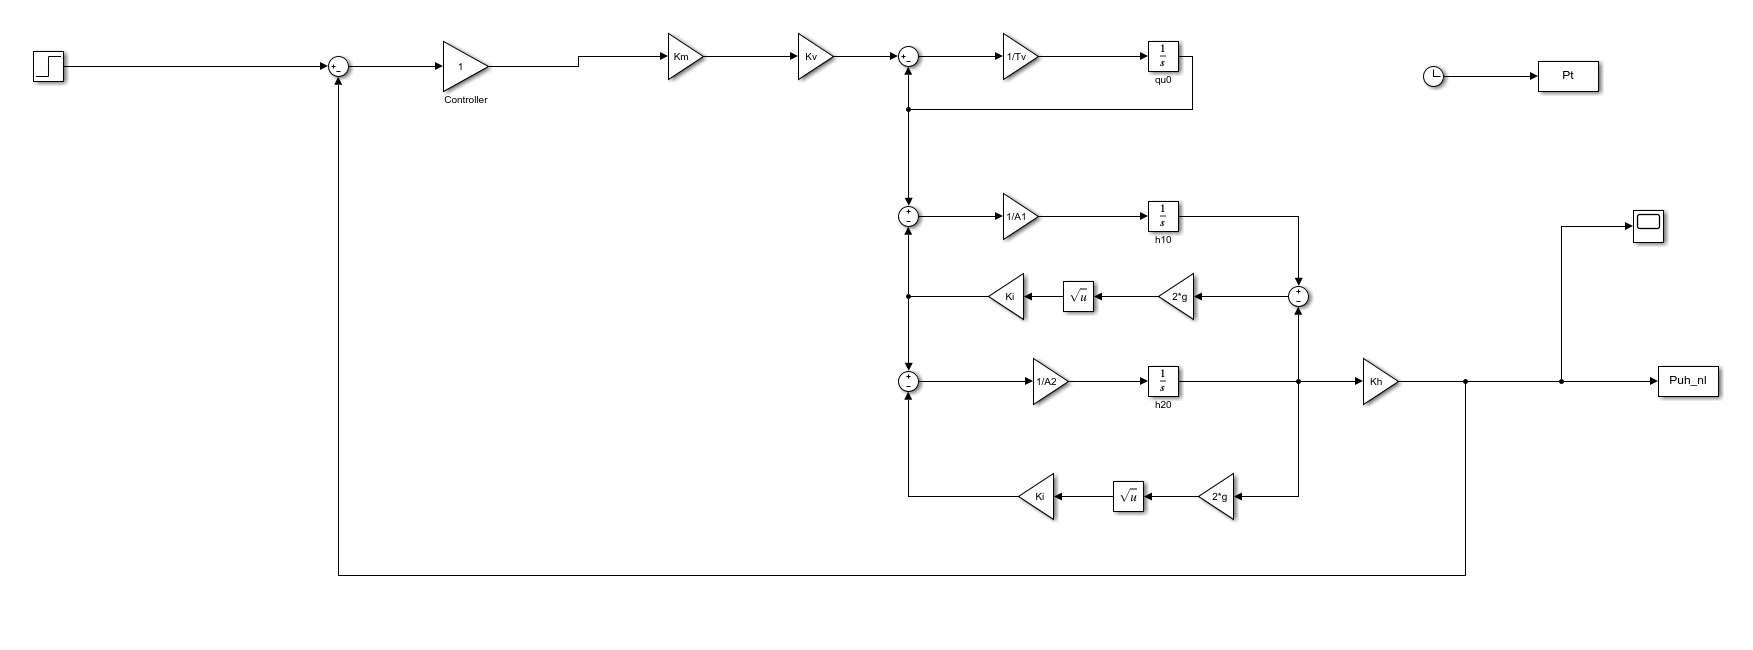 1
Controller
Km
Kv
1/Tv
1
s
qu0
Pt
1/A1
1
s
h10
Ki
√u
2*g
1/A2
1
s
h20
Kh
Puh_nl
Ki
√u
2*g